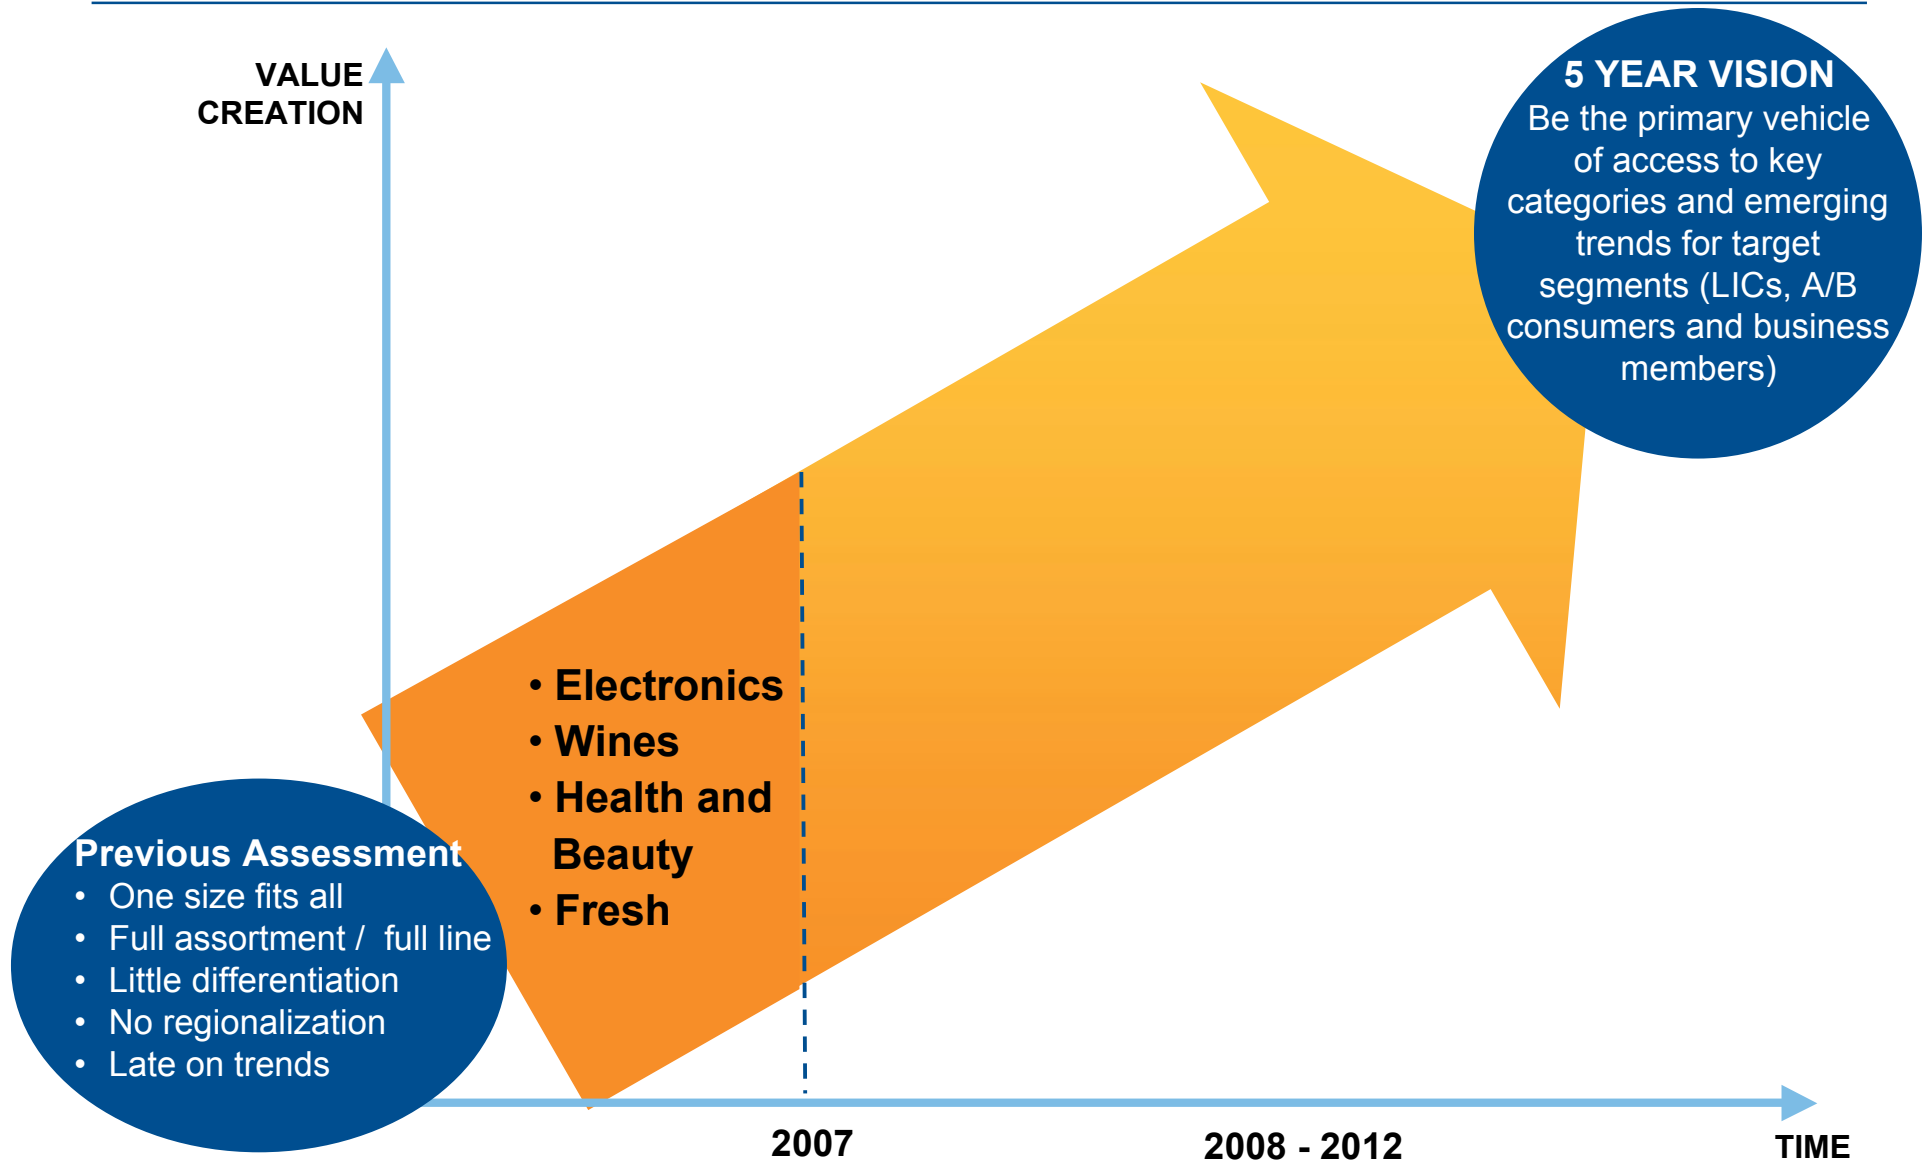 VALUE
CREATION
5 YEAR VISION
Be the primary vehicle
of access to key
categories and emerging
trends for target
segments (LICs, A/B
consumers and business
members)
• Electronics
• Wines
• Health and
Beauty
• Fresh
Previous Assessment
• One size fits all
• Full assortment / full line
• Little differentiation
• No regionalization
• Late on trends
2007
2008 - 2012
TIME